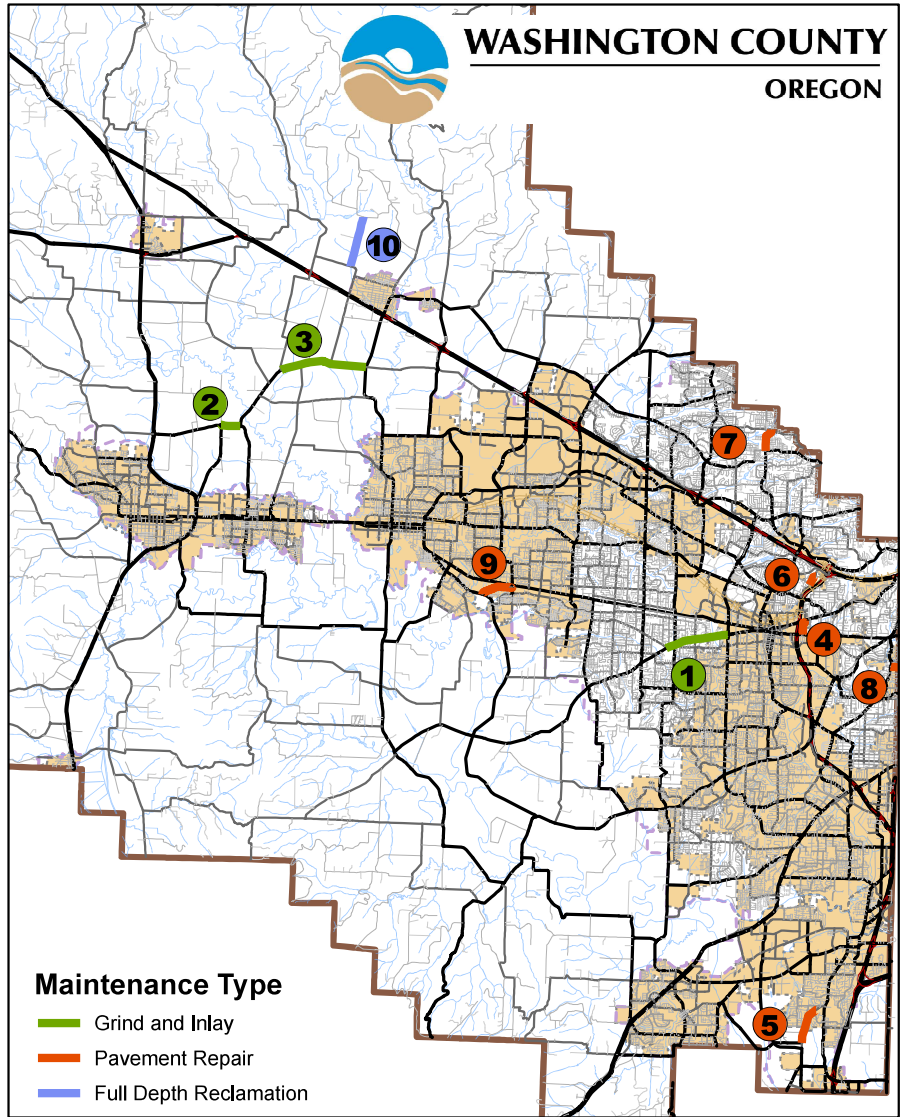 WASHINGTON COUNTY
OREGON
10
3
2
7
9
6
4
1
8
5
Maintenance Type
Grind and Inlay
Pavement Repair
Full Depth Reclamation